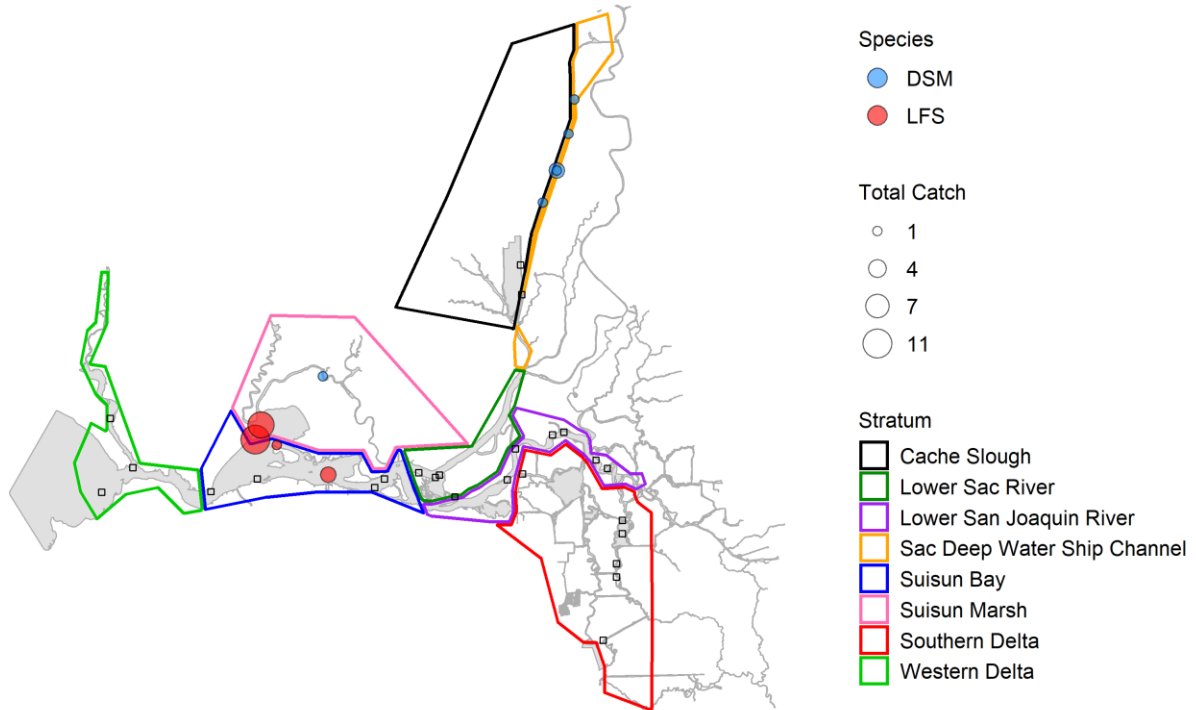 Species
DSM
LFS
Total Catch
1
4
7
11
Stratum
Cache Slough
Lower Sac River
Lower San Joaquin River
Sac Deep Water Ship Channel
Suisun Bay
Suisun Marsh
Southern Delta
Western Delta